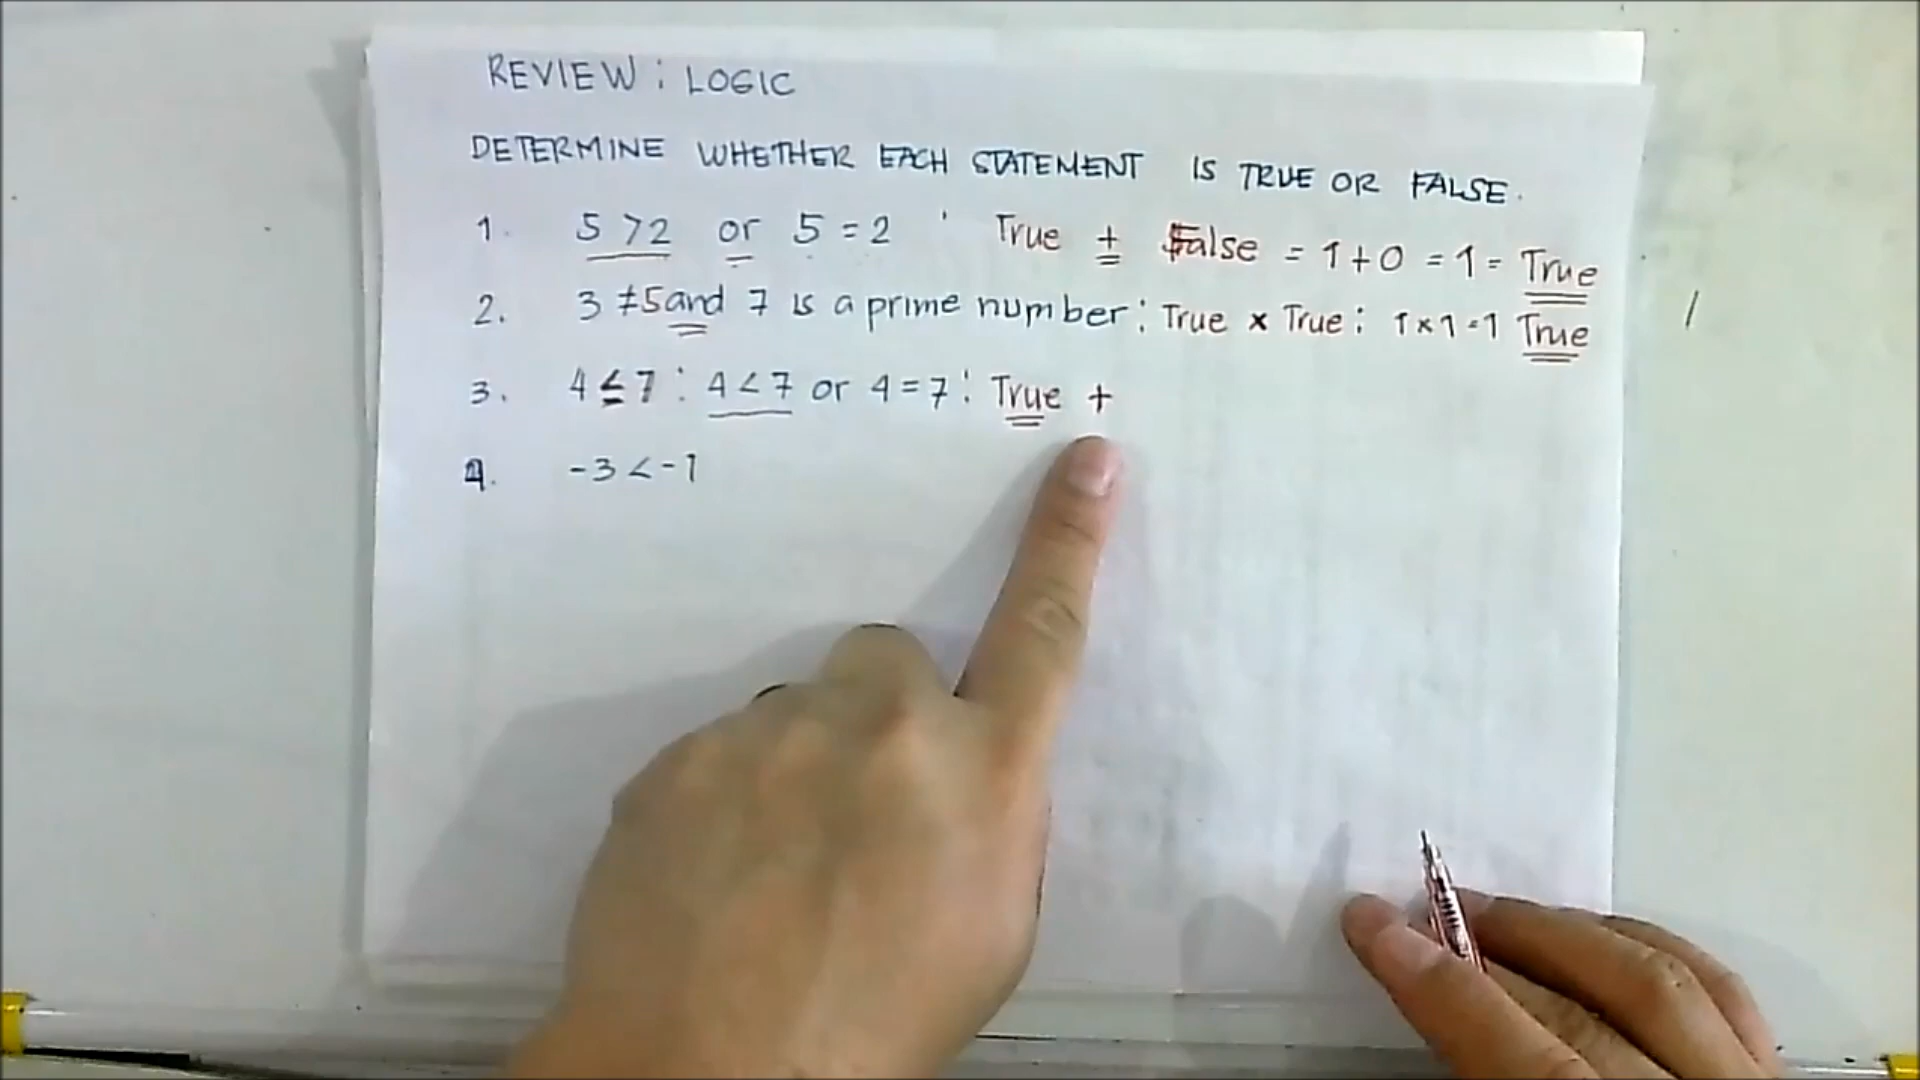 REVIEW : LOGIC
DETERMINE WHETHER EACH STATEMENT IS TRUE OR FALSE.
1. 5 > 2 or 5 = 2 : True + False = 1 + 0 = 1 = True
2. 3 ≠ 5 and 7 is a prime number : True x True : 1 x 1 = 1 True
3. 4 ≤ 7 : 4 < 7 or 4 = 7 : True +
4. -3 < -1